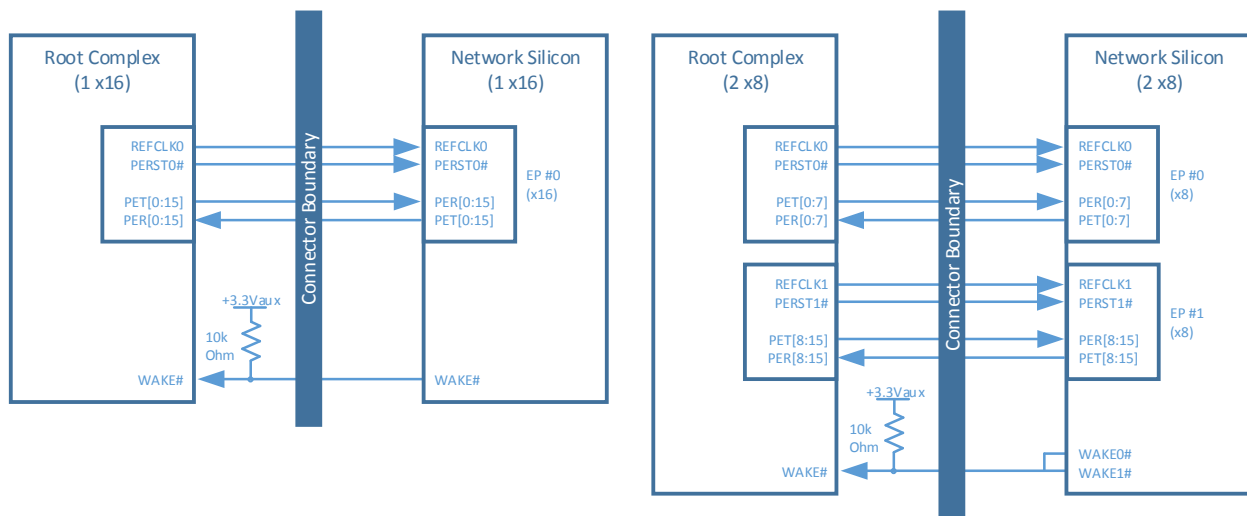 Root Complex
(1 x16)
REFCLK0
PERST0#
PET[0:15]
PER[0:15]
+3.3Vaux
10k
Ohm
WAKE#
Connector Boundary
Network Silicon
(1 x16)
REFCLK0
PERST0#
PER[0:15]
PET[0:15]
EP #0
(x16)
WAKE#
Root Complex
(2 x8)
REFCLK0
PERST0#
PET[0:7]
PER[0:7]
REFCLK1
PERST1#
PET[8:15]
PER[8:15]
+3.3Vaux
10k
Ohm
WAKE#
Connector Boundary
Network Silicon
(2 x8)
REFCLK0
PERST0#
PER[0:7]
PET[0:7]
EP #0
(x8)
REFCLK1
PERST1#
PER[8:15]
PET[8:15]
EP #1
(x8)
WAKE0#
WAKE1#